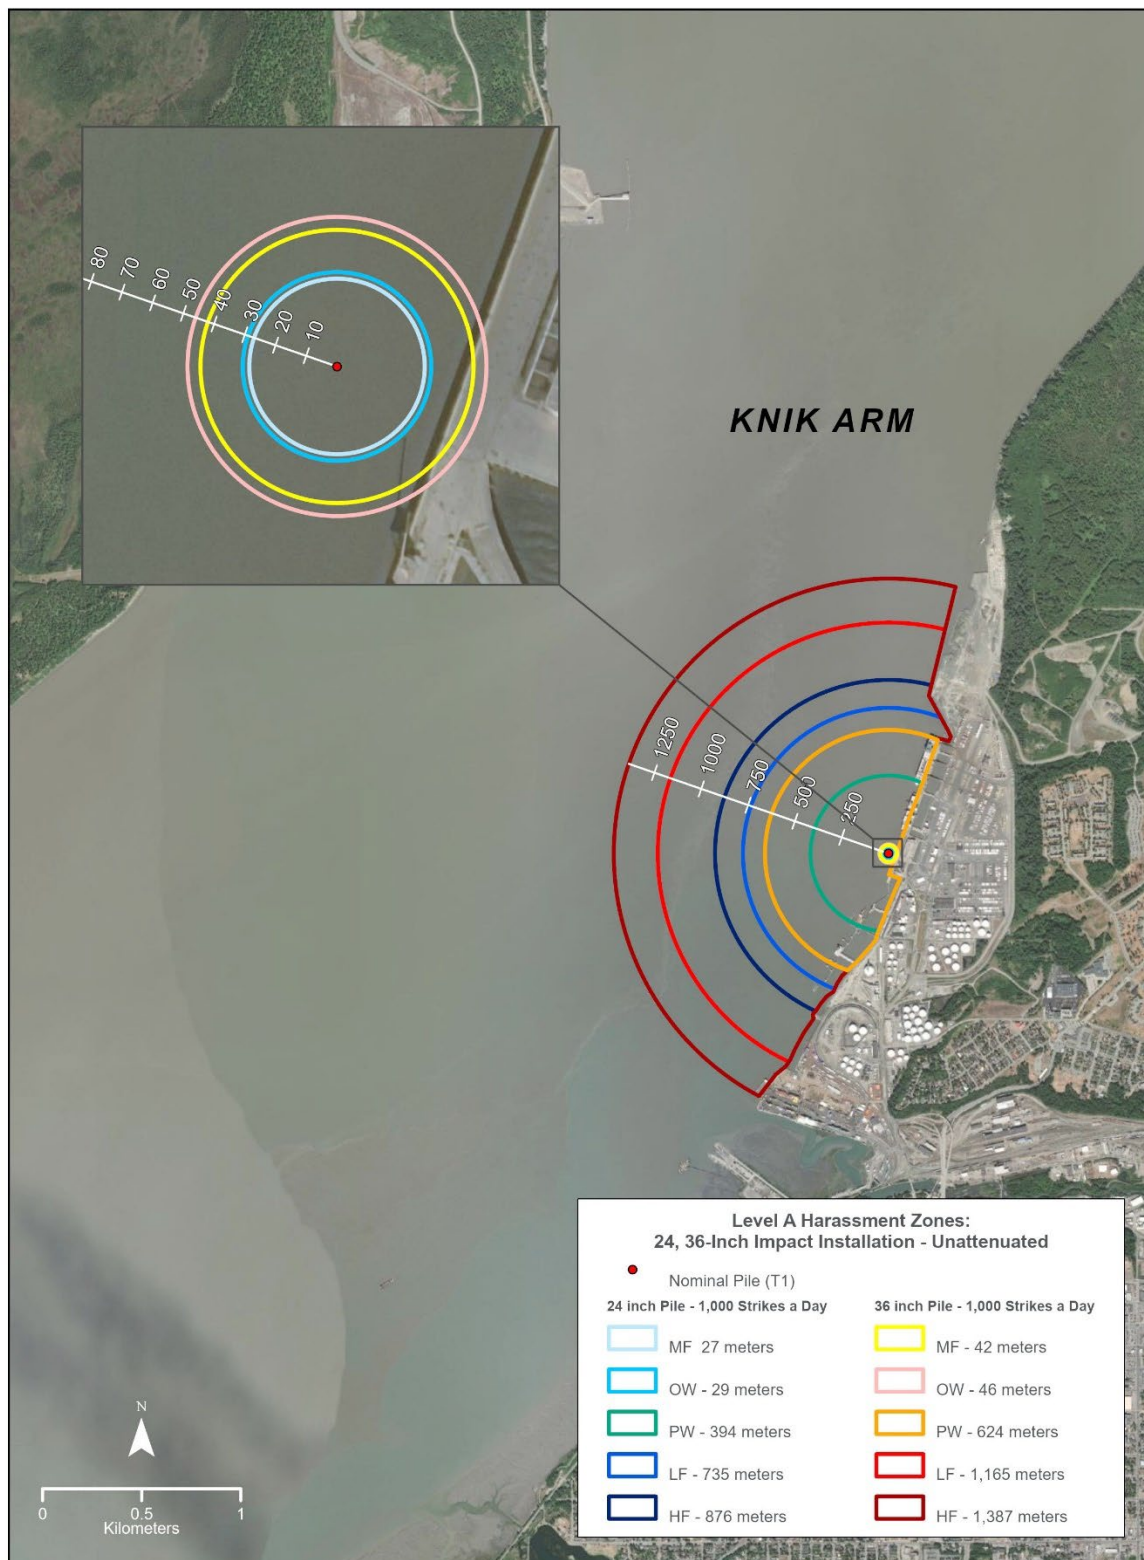 80
70
60
50
40
30
20
10
KNIK ARM
1250
1000
750
500
250
Level A Harassment Zones:
24, 36-Inch Impact Installation - Unattenuated
Nominal Pile (T1)
24 inch Pile - 1,000 Strikes a Day
MF 27 meters
OW - 29 meters
PW - 394 meters
LF - 735 meters
HF - 876 meters
36 inch Pile - 1,000 Strikes a Day
MF - 42 meters
OW - 46 meters
PW - 624 meters
LF - 1,165 meters
HF - 1,387 meters
N
0 0.5 1
Kilometers